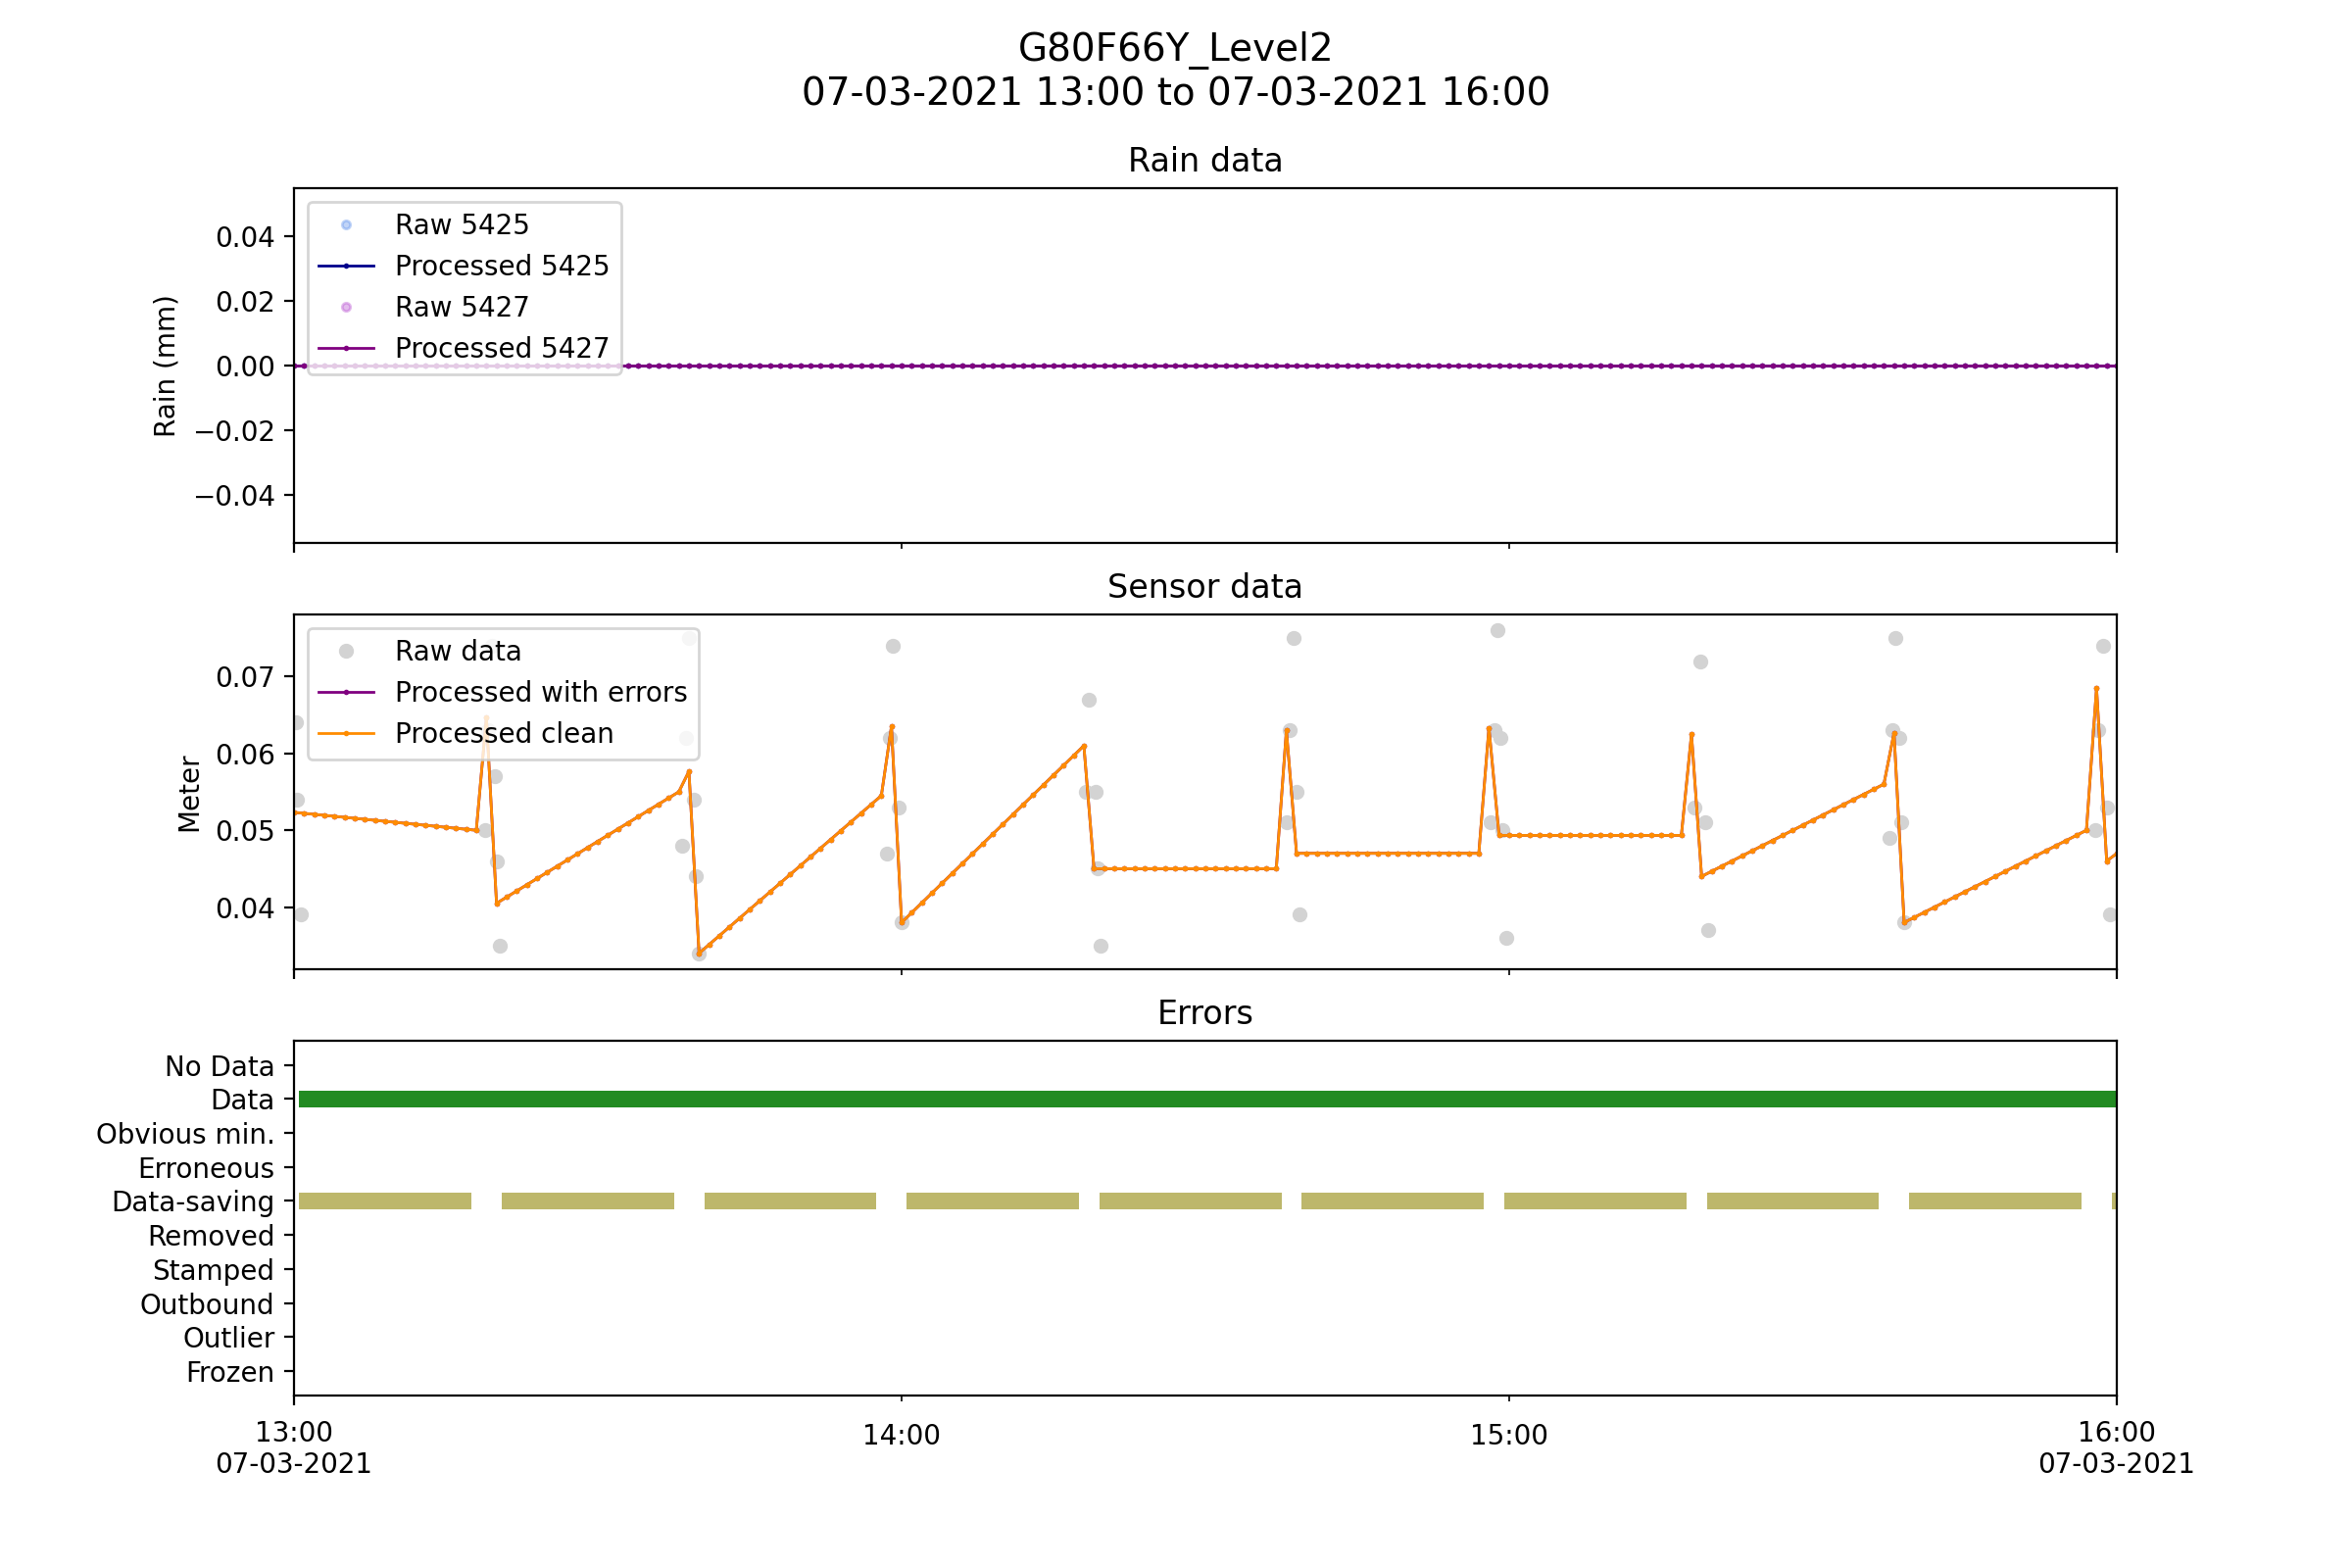 G80F66Y_Level2
07-03-2021 13:00 to 07-03-2021 16:00
Rain data
Rain (mm)
0.04
0.02
0.00
−0.02
−0.04
Raw 5425
Processed 5425
Raw 5427
Processed 5427
Sensor data
Meter
0.07
0.06
0.05
0.04
Raw data
Processed with errors
Processed clean
Errors
No Data
Data
Obvious min.
Erroneous
Data-saving
Removed
Stamped
Outbound
Outlier
Frozen
13:00
07-03-2021
14:00
15:00
16:00
07-03-2021